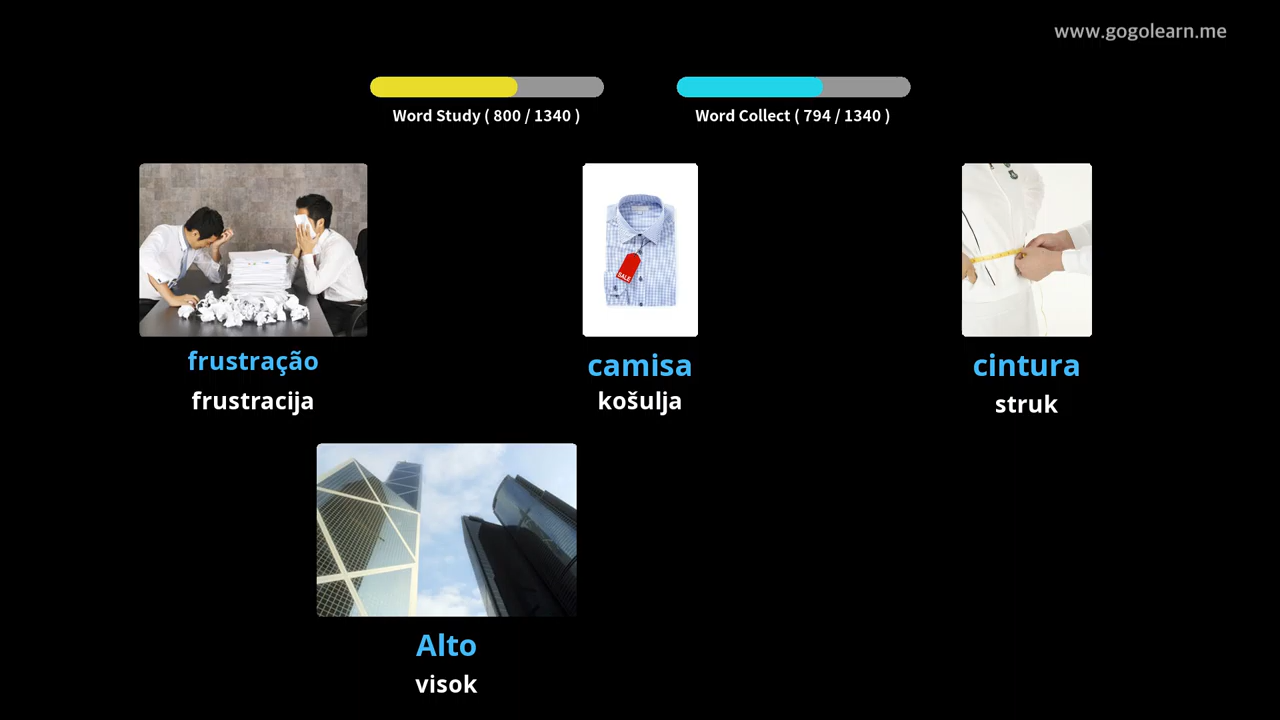 www.gogolearn.me
Word Study ( 800 / 1340 )
Word Collect ( 794 / 1340 )
SALE
frustração
frustracija
camisa
košulja
cintura
struk
Alto
visok